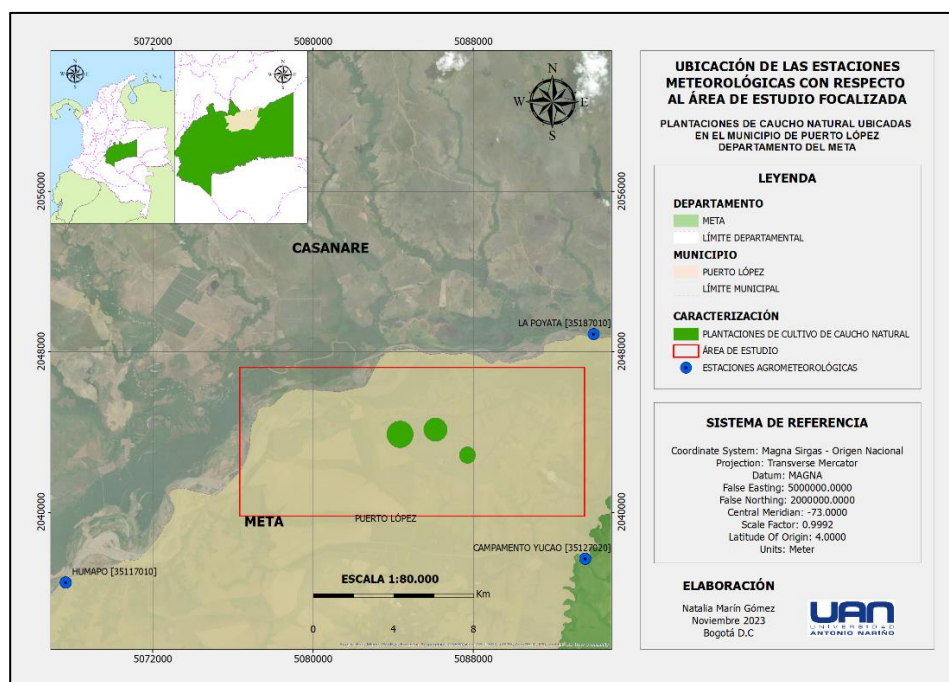 5072000
5080000
5088000
2056000
2048000
2040000
2056000
2048000
2040000
N
W
E
S
N
W
E
S
N
W
E
S
CASANARE
LA POYATA [35187010]
META
PUERTO LÓPEZ
CAMPAMENTO YUCAO [35127020]
HUMAPO [35117010]
ESCALA 1:80.000
Km
0 4 8
5072000
5080000
5088000
UBICACIÓN DE LAS ESTACIONES
METEOROLÓGICAS CON RESPECTO
AL ÁREA DE ESTUDIO FOCALIZADA
PLANTACIONES DE CAUCHO NATURAL UBICADAS
EN EL MUNICIPIO DE PUERTO LÓPEZ
DEPARTAMENTO DEL META
LEYENDA
DEPARTAMENTO
META
LÍMITE DEPARTAMENTAL
MUNICIPIO
PUERTO LÓPEZ
LÍMITE MUNICIPAL
CARACTERIZACIÓN
PLANTACIONES DE CULTIVO DE CAUCHO NATURAL
ÁREA DE ESTUDIO
ESTACIONES AGROMETEOROLÓGICAS
SISTEMA DE REFERENCIA
Coordinate System: Magna Sirgas - Origen Nacional
Projection: Transverse Mercator
Datum: MAGNA
False Easting: 5000000.0000
False Northing: 2000000.0000
Central Meridian: -73.0000
Scale Factor: 0.9992
Latitude Of Origin: 4.0000
Units: Meter
ELABORACIÓN
Natalia Marín Gómez
Noviembre 2023
Bogotá D.C
UAN
UNIVERSIDAD
ANTONIO NARIÑO